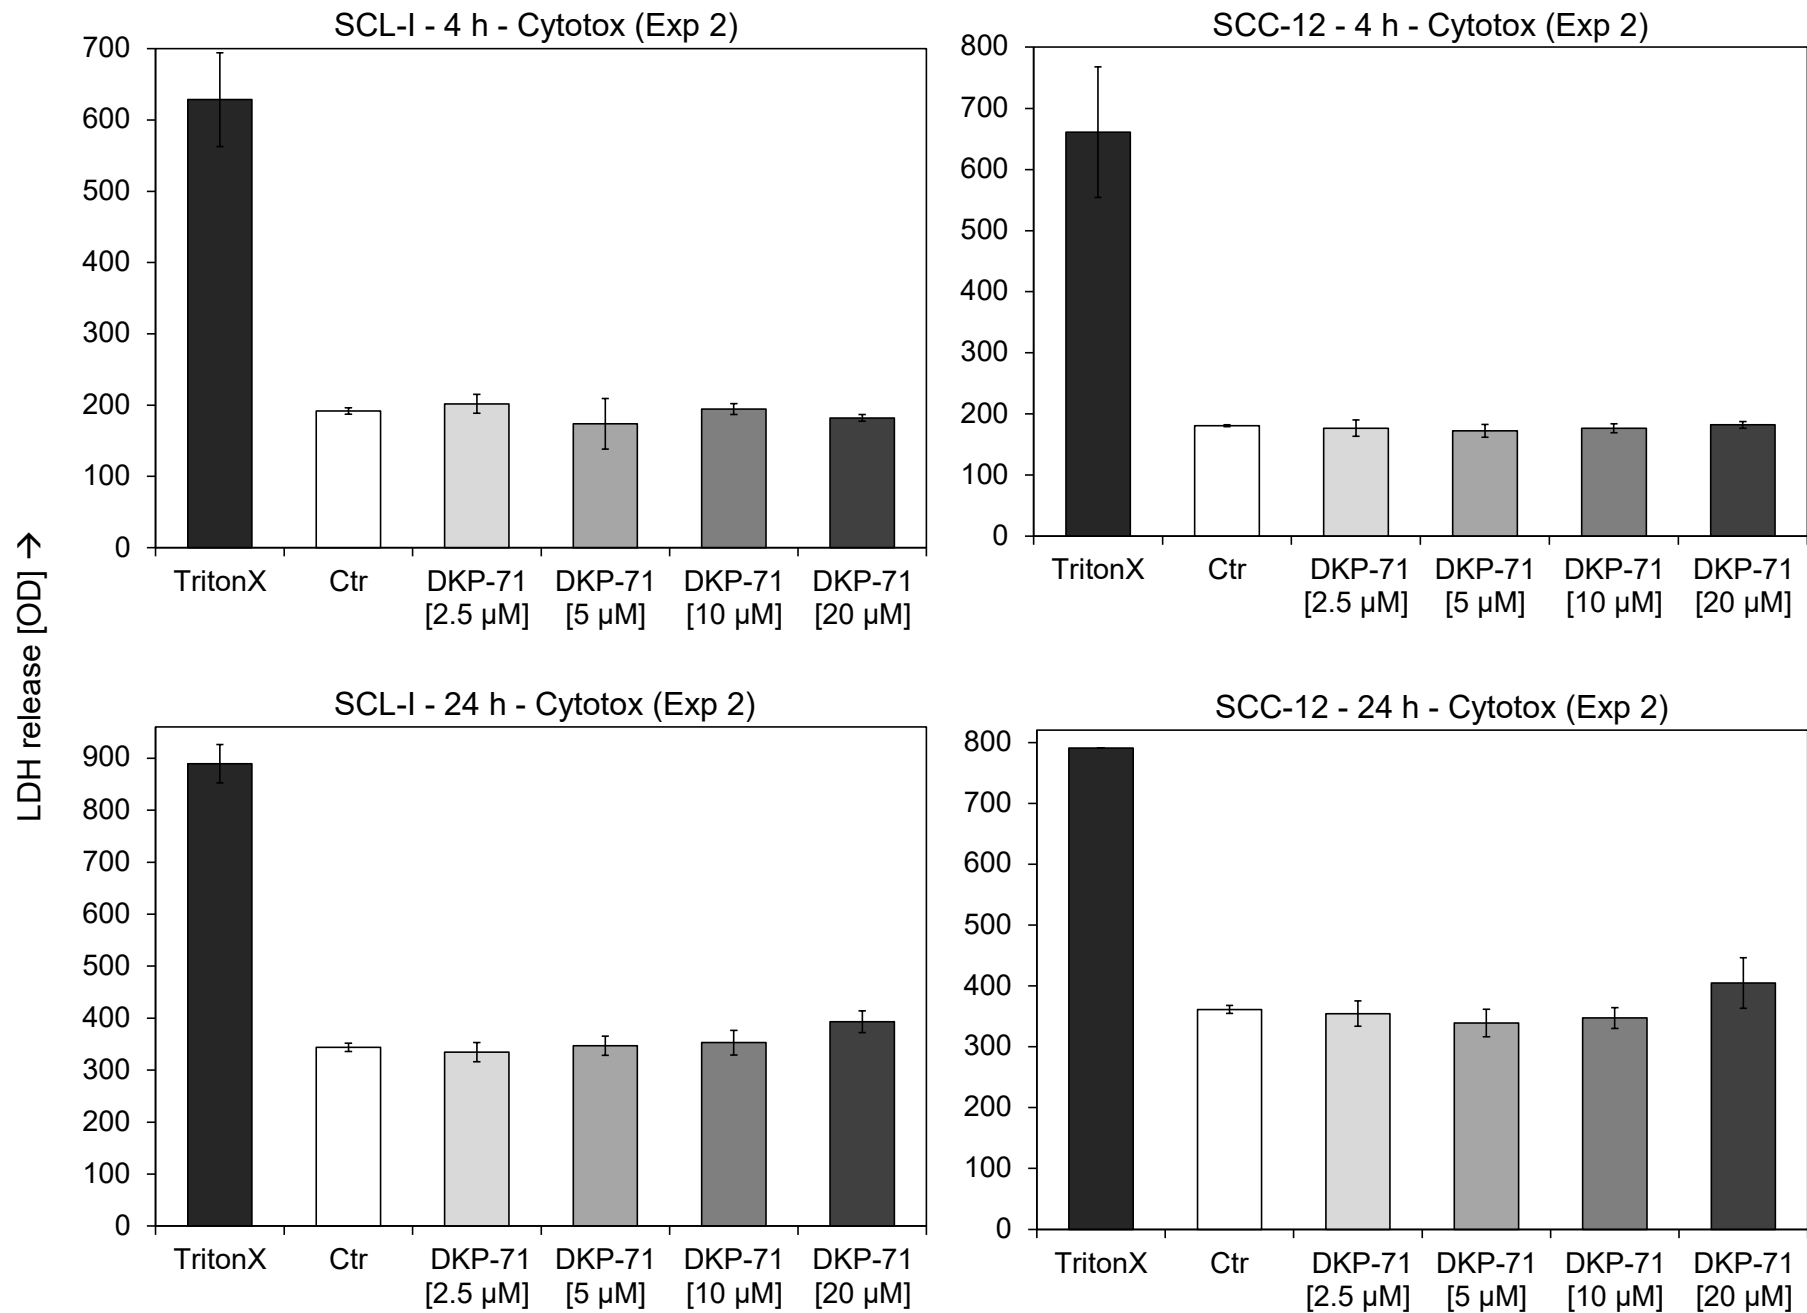 LDH release [OD] →
SCL-I - 4 h - Cytotox (Exp 2)
700
600
500
400
300
200
100
0
TritonX Ctr DKP-71 DKP-71 DKP-71 DKP-71
[2.5 µM] [5 µM] [10 µM] [20 µM]
SCC-12 - 4 h - Cytotox (Exp 2)
800
700
600
500
400
300
200
100
0
TritonX Ctr DKP-71 DKP-71 DKP-71 DKP-71
[2.5 µM] [5 µM] [10 µM] [20 µM]
SCL-I - 24 h - Cytotox (Exp 2)
900
800
700
600
500
400
300
200
100
0
TritonX Ctr DKP-71 DKP-71 DKP-71 DKP-71
[2.5 µM] [5 µM] [10 µM] [20 µM]
SCC-12 - 24 h - Cytotox (Exp 2)
800
700
600
500
400
300
200
100
0
TritonX Ctr DKP-71 DKP-71 DKP-71 DKP-71
[2.5 µM] [5 µM] [10 µM] [20 µM]